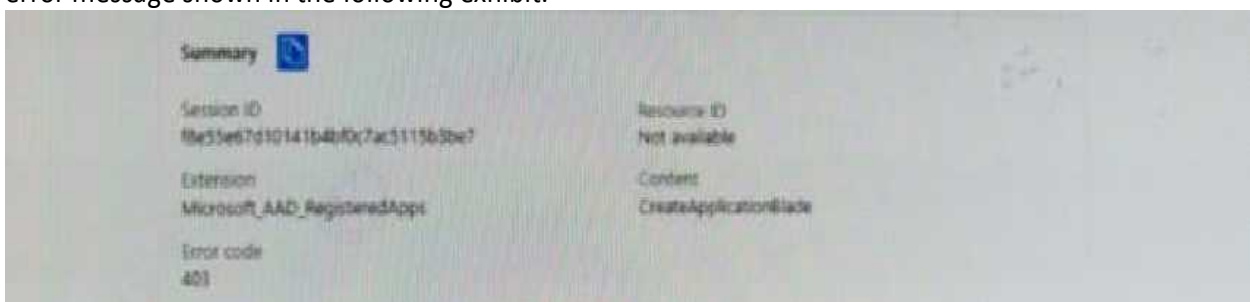 error message shown in the following exhibit.
Summary
Session ID
Resource ID
f8e55e67d10141b4bf0c7ac5115b3be7
Not available
Extension
Content
Microsoft_AAD_RegisteredApps
CreateApplicationBlade
Error code
403